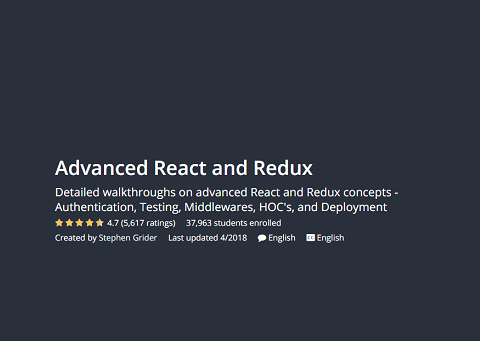 Advanced React and Redux
Detailed walkthroughs on advanced React and Redux concepts -
Authentication, Testing, Middlewares, HOC's, and Deployment
4.7 (5,617 ratings) 37,963 students enrolled
Created by Stephen Grider Last updated 4/2018 English English